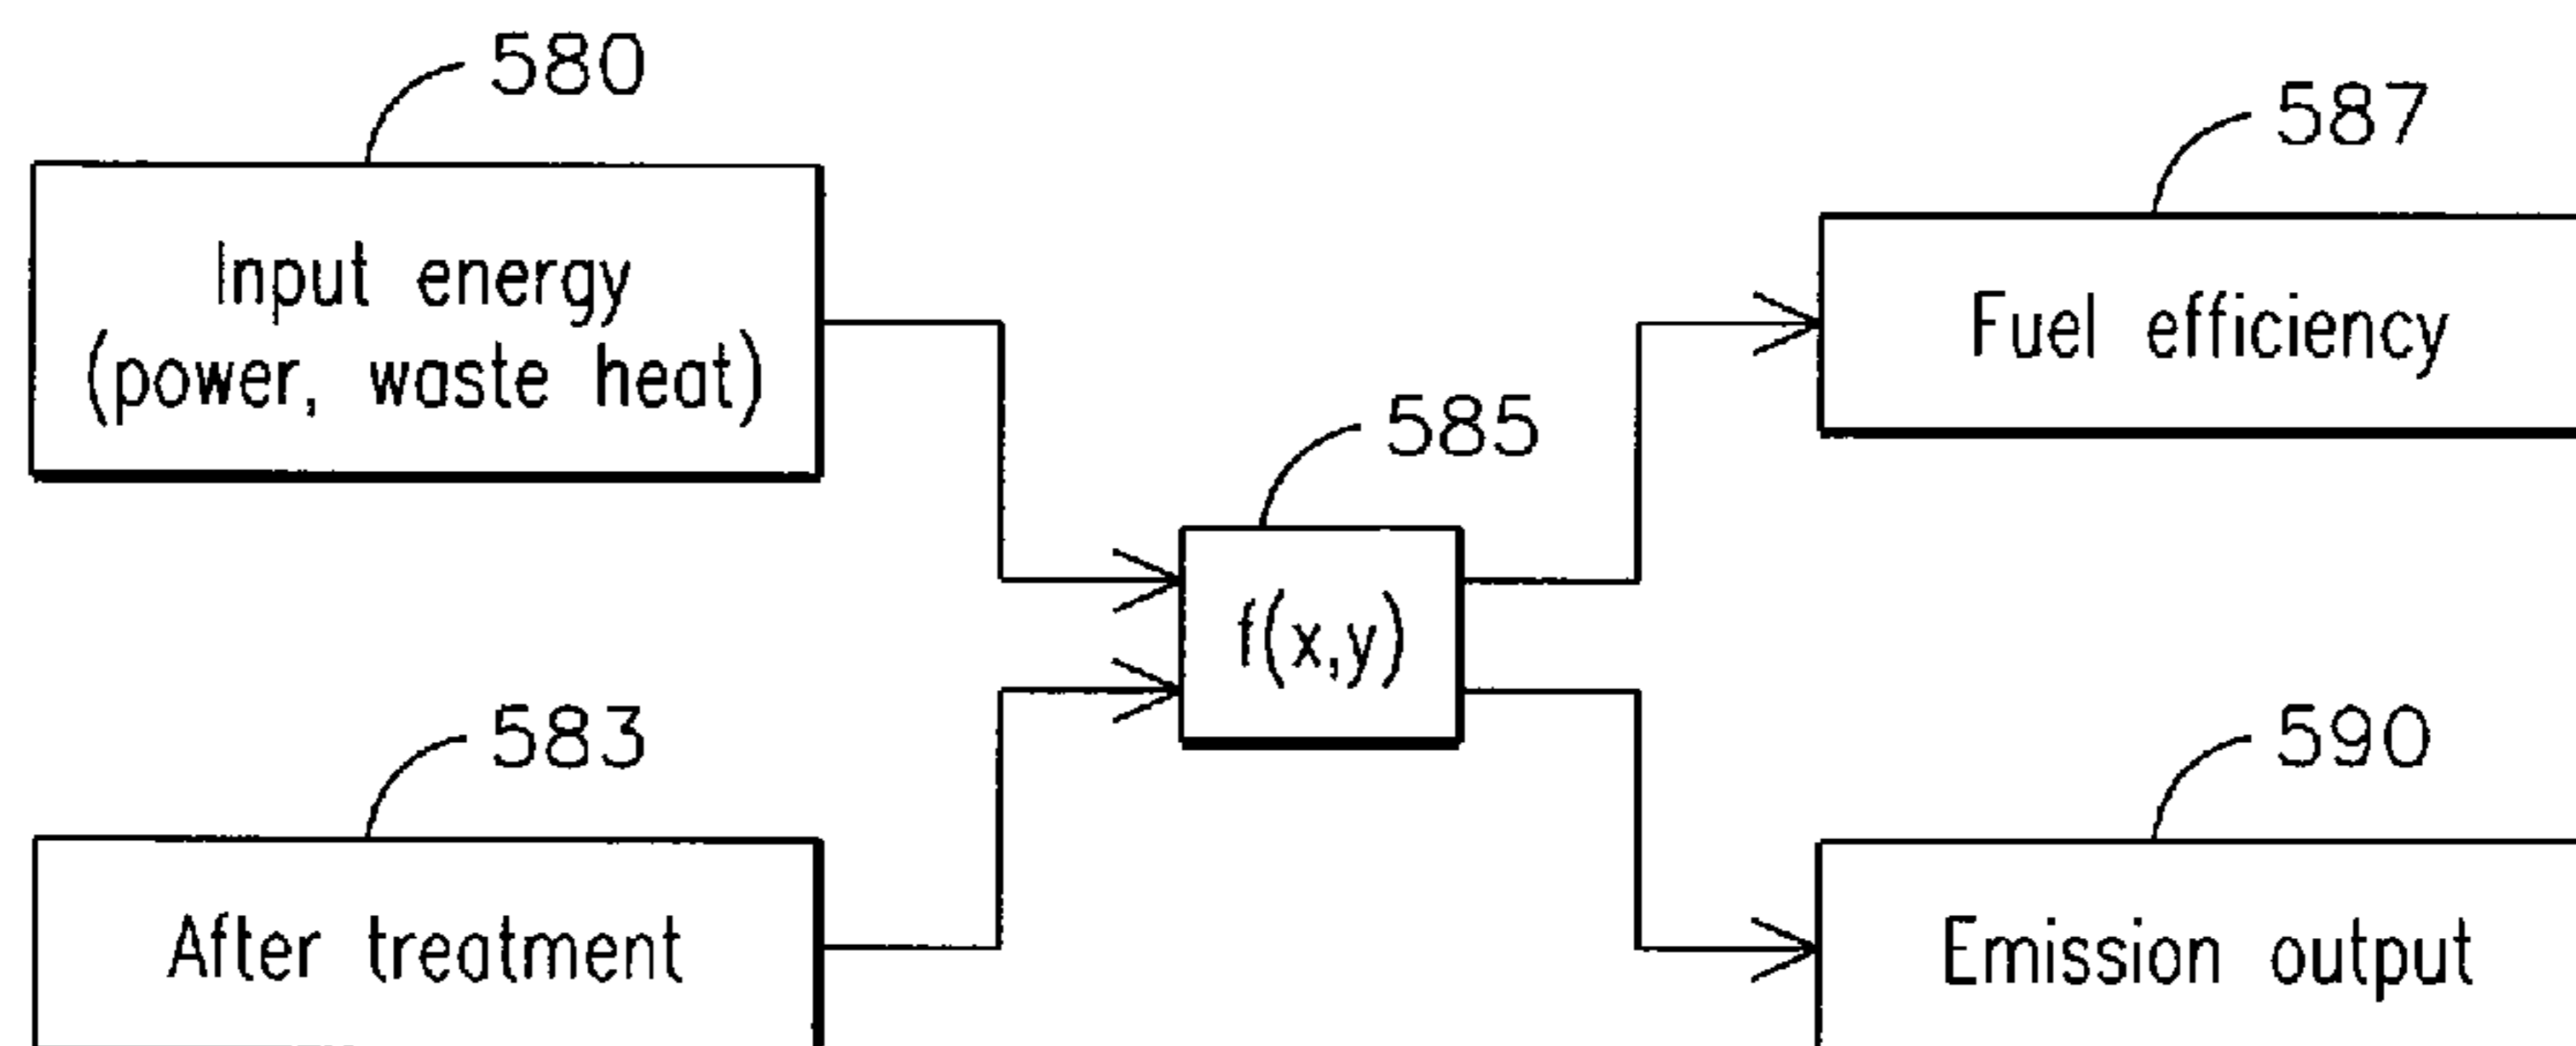 580
Input energy
(power, waste heat)
587
Fuel efficiency
585
f(x,y)
583
After treatment
590
Emission output